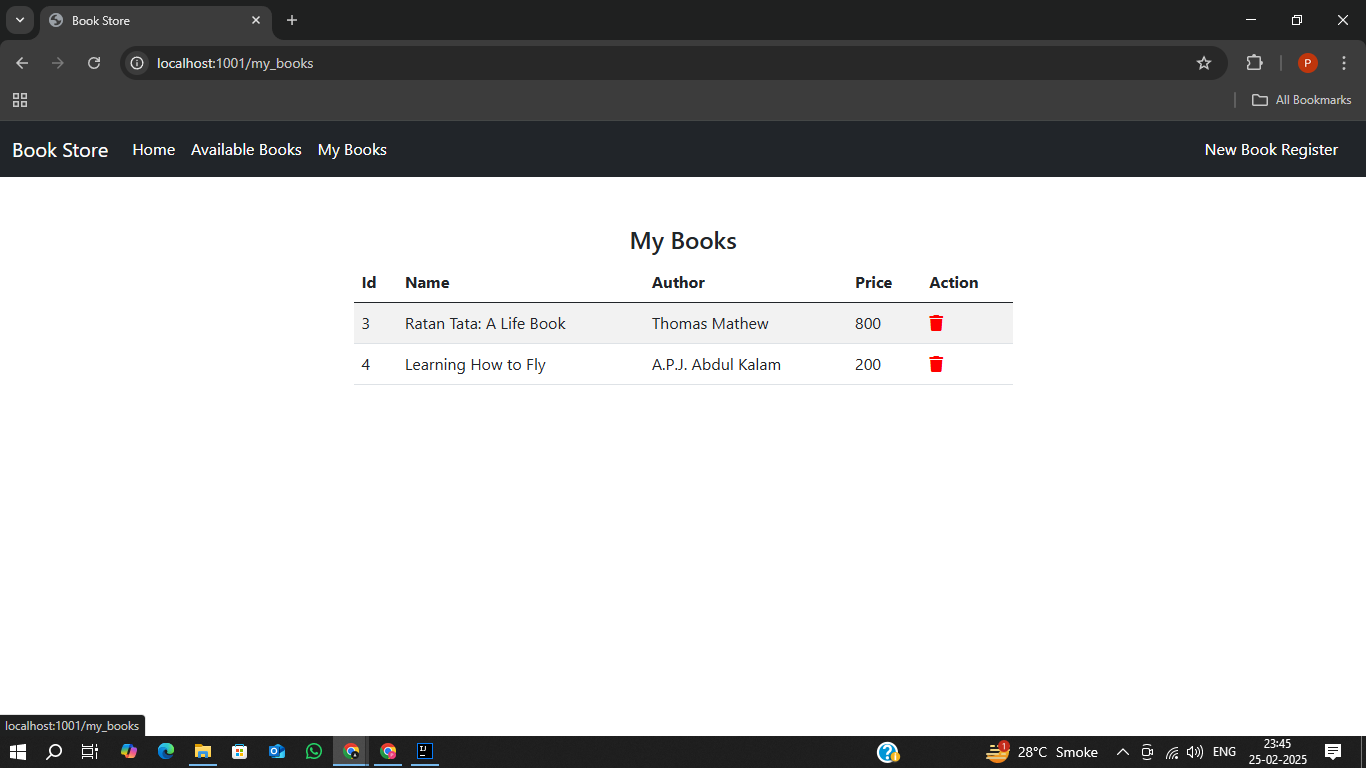 Book Store
localhost:1001/my_books
P
All Bookmarks
Book Store Home Available Books My Books New Book Register
My Books
Id Name Author Price Action
3 Ratan Tata: A Life Book Thomas Mathew 800
4 Learning How to Fly A.P.J. Abdul Kalam 200
localhost:1001/my_books
1 28°C Smoke ENG 23:45
25-02-2025